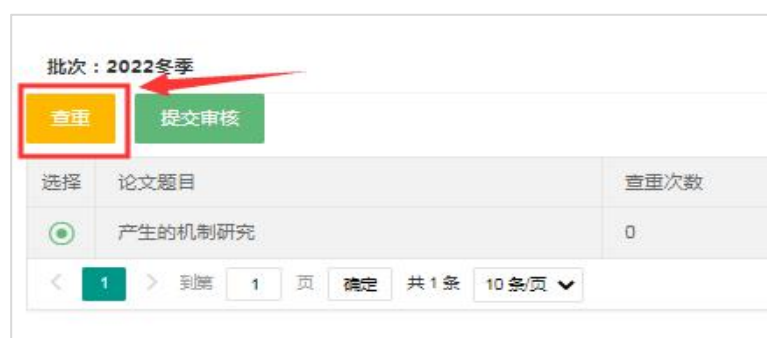 批次：2022冬季
查重 提交审核
选择 论文题目 查重次数
产生的机制研究 0
< 1 > 到第 1 页 确定 共 1 条 10 条/页